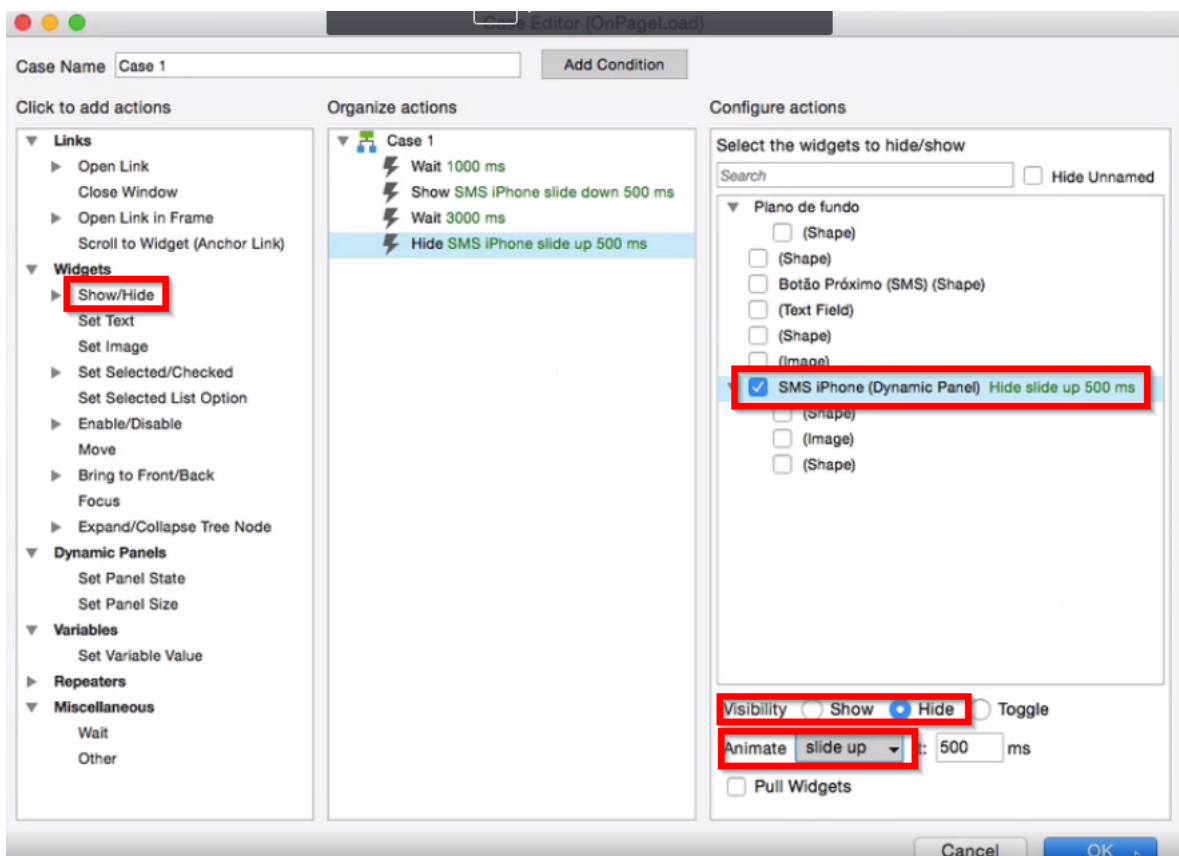 Case Editor (OnPageLoad)
Case Name Case 1 Add Condition
Click to add actions
Links
Open Link
Close Window
Open Link in Frame
Scroll to Widget (Anchor Link)
Widgets
Show/Hide
Set Text
Set Image
Set Selected/Checked
Set Selected List Option
Enable/Disable
Move
Bring to Front/Back
Focus
Expand/Collapse Tree Node
Dynamic Panels
Set Panel State
Set Panel Size
Variables
Set Variable Value
Repeaters
Miscellaneous
Wait
Other
Organize actions
Case 1
Wait 1000 ms
Show SMS iPhone slide down 500 ms
Wait 3000 ms
Hide SMS iPhone slide up 500 ms
Configure actions
Select the widgets to hide/show
Search Hide Unnamed
Plano de fundo
(Shape)
(Shape)
Botão Próximo (SMS) (Shape)
(Text Field)
(Shape)
(Image)
SMS iPhone (Dynamic Panel) Hide slide up 500 ms
(Shape)
(Image)
(Shape)
Visibility Show Hide Toggle
Animate slide up t: 500 ms
Pull Widgets
Cancel OK